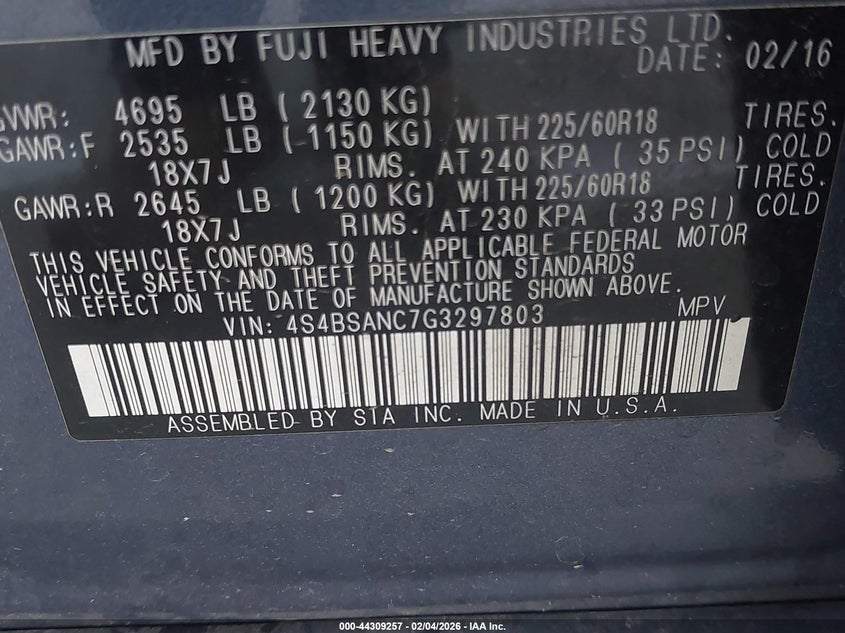 MFD BY FUJI HEAVY INDUSTRIES LTD.
DATE: 02/16
GVWR: 4695 LB ( 2130 KG)
GAWR:F 2535 LB (-1150 KG) WITH 225/60R18 TIRES.
18X7J RIMS. AT 240 KPA ( 35 PSI) COLD
GAWR:R 2645 LB ( 1200 KG) WITH 225/60R18 TIRES.
18X7J RIMS. AT 230 KPA ( 33 PSI) COLD
THIS VEHICLE CONFORMS TO ALL APPLICABLE FEDERAL MOTOR
VEHICLE SAFETY AND THEFT PREVENTION STANDARDS
IN EFFECT ON THE DATE OF MANUFACTURE SHOWN ABOVE.
VIN: 4S4BSANC7G3297803 MPV
ASSEMBLED BY SIA INC. MADE IN U.S.A.
000-44309257 - 02/04/2026 - IAA Inc.